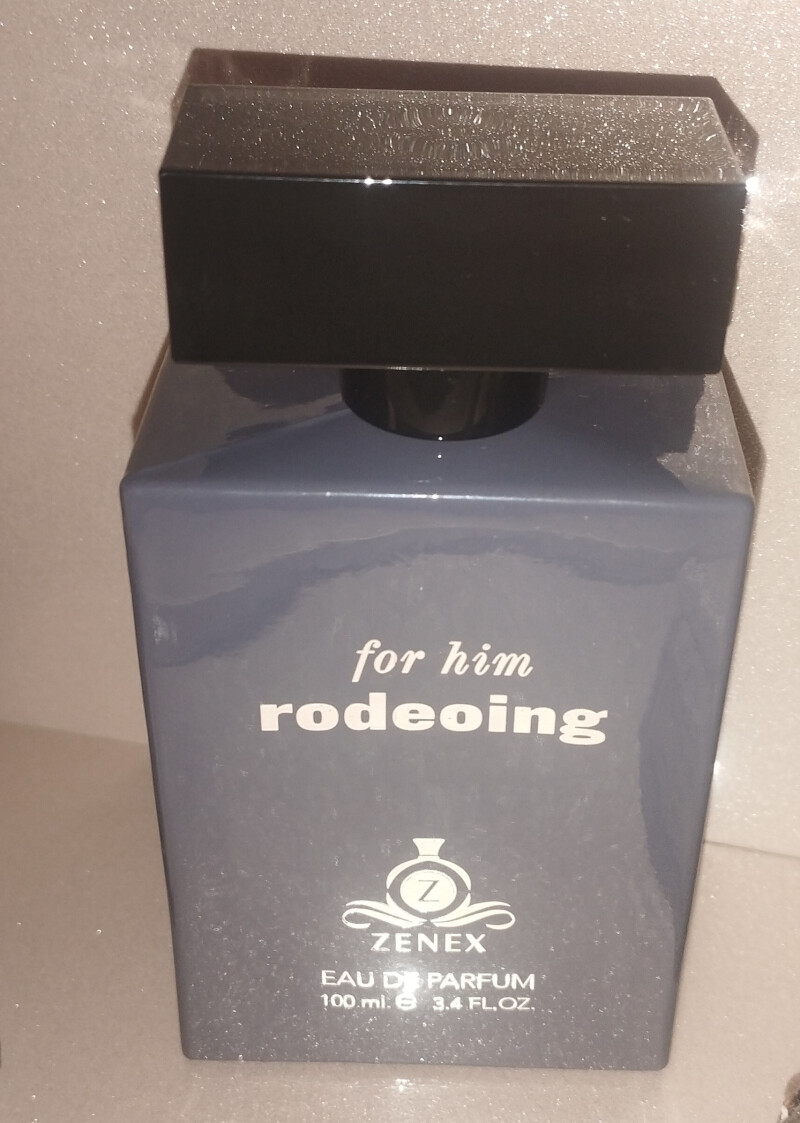 for him
rodeoing
Z
ZENEX
EAU DE PARFUM
100 ml. ℮ 3.4 FL.OZ.